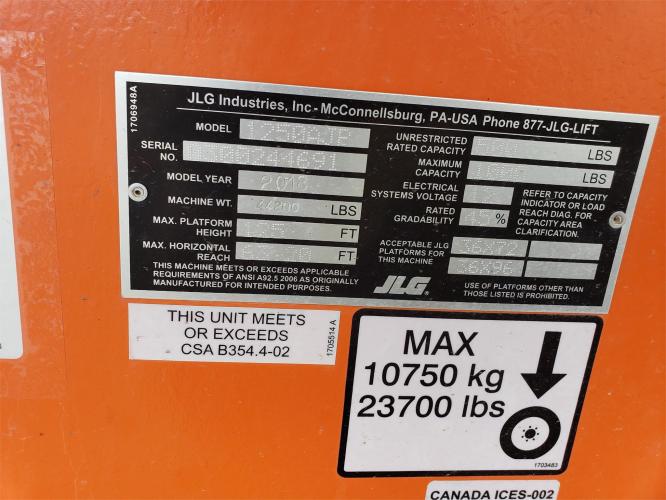 1706948A
JLG Industries, Inc - McConnellsburg, PA-USA Phone 877-JLG-LIFT
MODEL 1250AJP
SERIAL NO. 0244691
MODEL YEAR 2018
MACHINE WT. 44200 LBS
MAX. PLATFORM HEIGHT FT
MAX. HORIZONTAL REACH FT
THIS MACHINE MEETS OR EXCEEDS APPLICABLE
REQUIREMENTS OF ANSI A92.5 2006 AS ORIGINALLY
MANUFACTURED FOR INTENDED PURPOSES.
UNRESTRICTED RATED CAPACITY LBS
MAXIMUM CAPACITY LBS
ELECTRICAL SYSTEMS VOLTAGE
RATED GRADABILITY 45 %
REFER TO CAPACITY
INDICATOR OR LOAD
REACH DIAG. FOR
CAPACITY AREA
CLARIFICATION.
ACCEPTABLE JLG
PLATFORMS FOR
THIS MACHINE
36X72
36X96
JLG®
USE OF PLATFORMS OTHER THAN
THOSE LISTED IS PROHIBITED.
THIS UNIT MEETS
OR EXCEEDS
CSA B354.4-02
1705514 A
MAX
10750 kg
23700 lbs
1703483
CANADA ICES-002